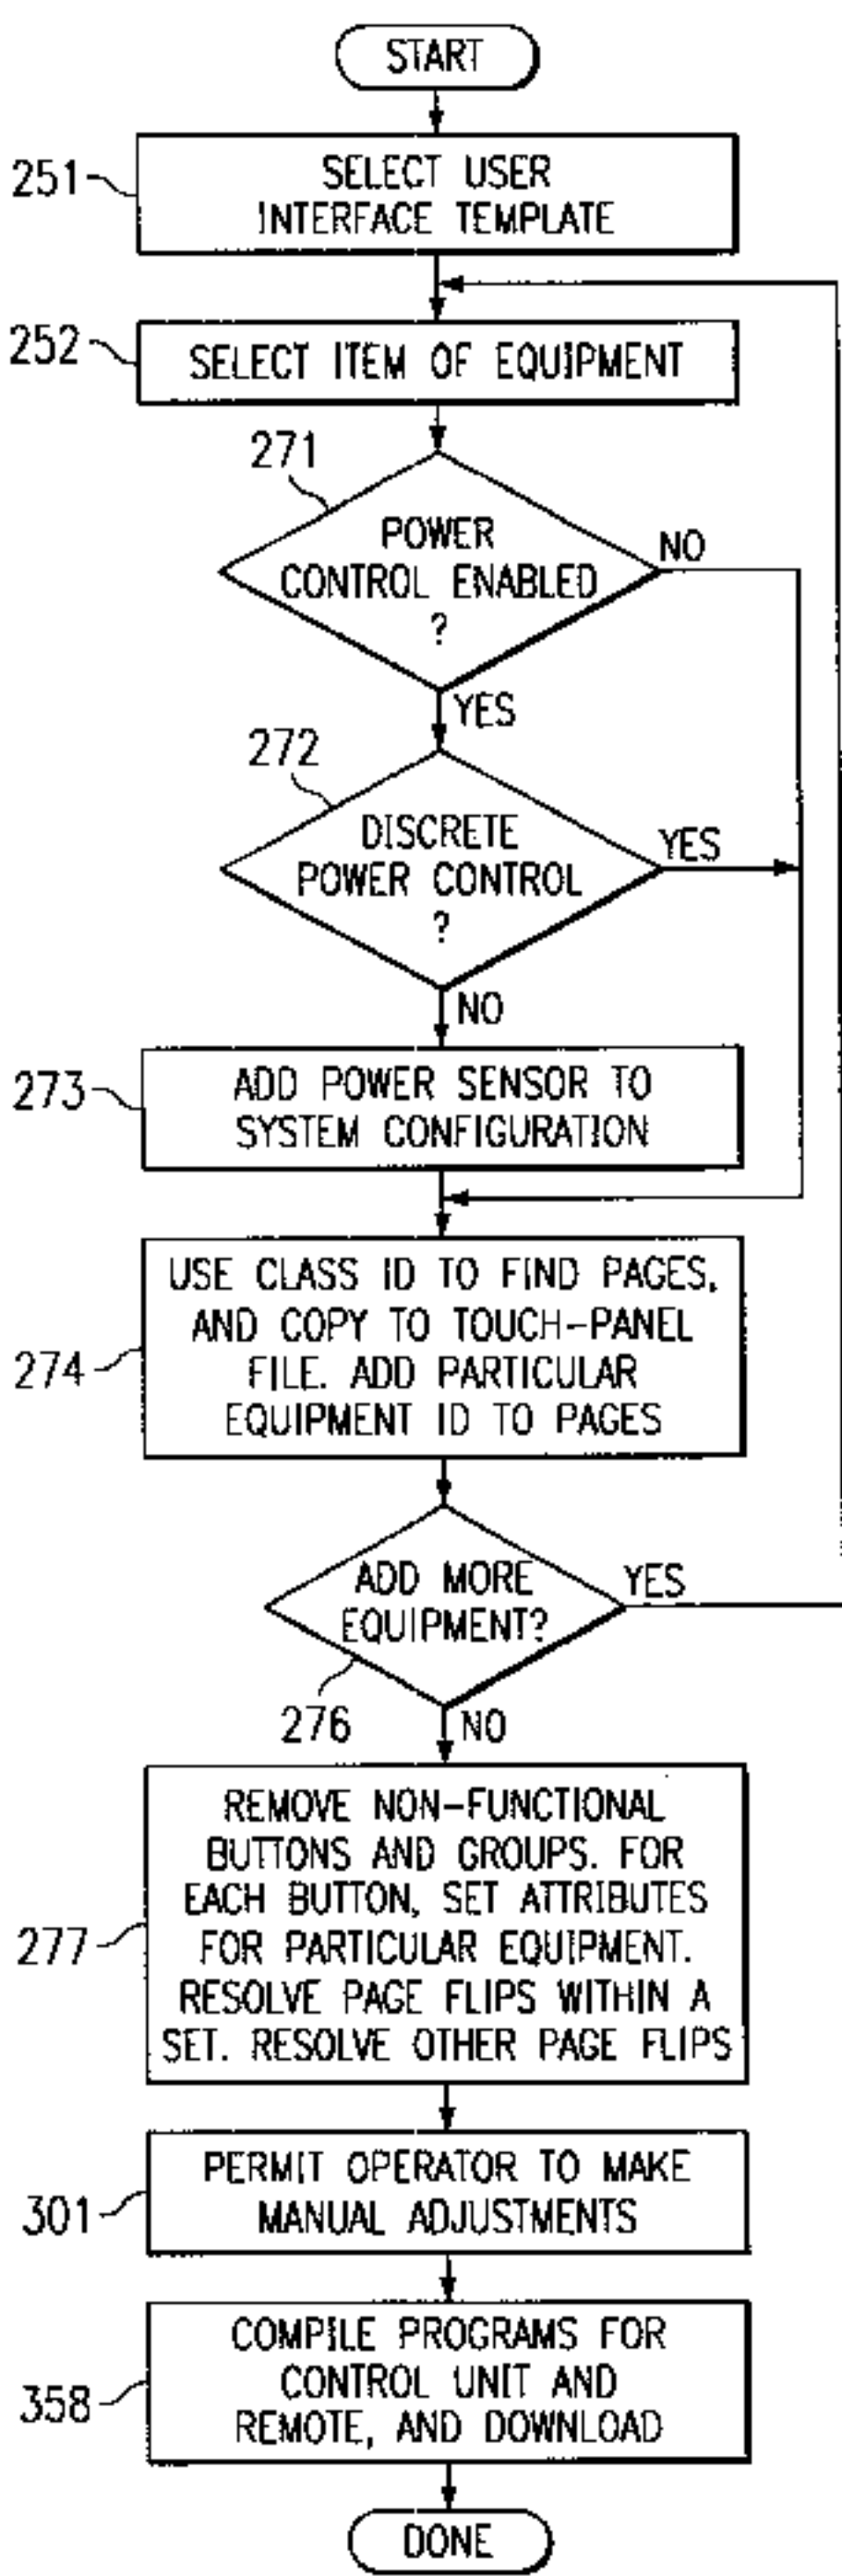 START
251
SELECT USER
INTERFACE TEMPLATE
252
SELECT ITEM OF EQUIPMENT
271
POWER
CONTROL ENABLED
?
NO
YES
272
DISCRETE
POWER CONTROL
?
YES
NO
273
ADD POWER SENSOR TO
SYSTEM CONFIGURATION
274
USE CLASS ID TO FIND PAGES,
AND COPY TO TOUCH-PANEL
FILE. ADD PARTICULAR
EQUIPMENT ID TO PAGES
ADD MORE
EQUIPMENT?
YES
276
NO
277
REMOVE NON-FUNCTIONAL
BUTTONS AND GROUPS. FOR
EACH BUTTON, SET ATTRIBUTES
FOR PARTICULAR EQUIPMENT.
RESOLVE PAGE FLIPS WITHIN A
SET. RESOLVE OTHER PAGE FLIPS
301
PERMIT OPERATOR TO MAKE
MANUAL ADJUSTMENTS
358
COMPILE PROGRAMS FOR
CONTROL UNIT AND
REMOTE, AND DOWNLOAD
DONE